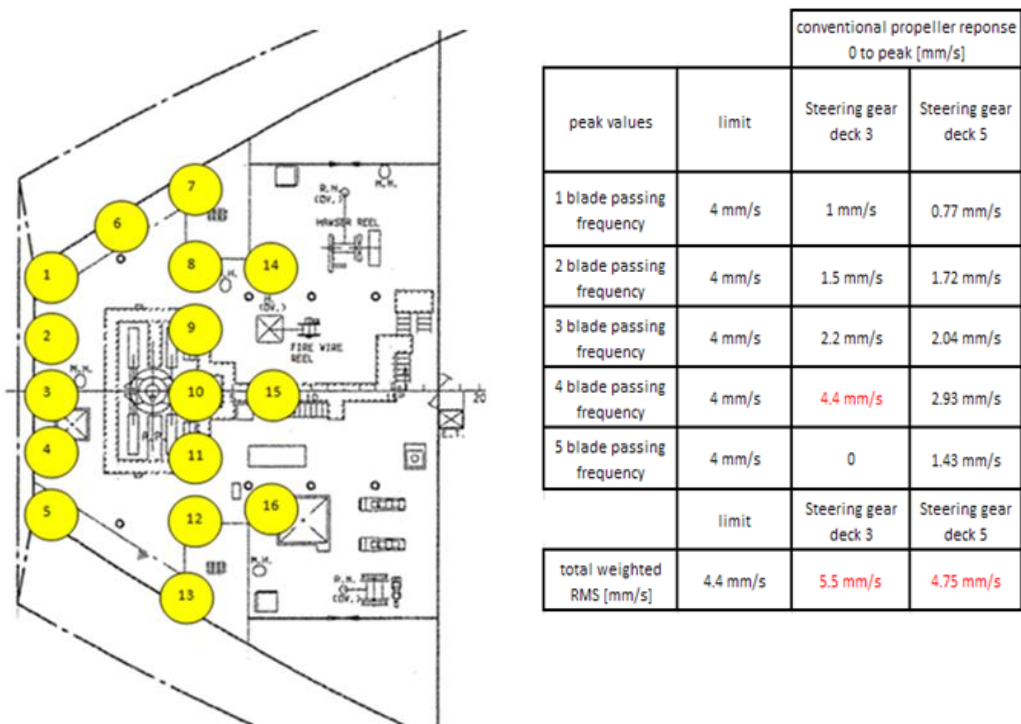 7
6
1
8
14
2
9
3
10
15
4
11
5
12
16
13
R.N.
(OV.)
M.H.
HAWSER REEL
(OV.)
FIRE WIRE
REEL
M.H.
10
15
20
M.H.
R.N.
(OV.)
conventional propeller reponse
0 to peak [mm/s]
peak values limit Steering gear deck 3 Steering gear deck 5
1 blade passing frequency 4 mm/s 1 mm/s 0.77 mm/s
2 blade passing frequency 4 mm/s 1.5 mm/s 1.72 mm/s
3 blade passing frequency 4 mm/s 2.2 mm/s 2.04 mm/s
4 blade passing frequency 4 mm/s 4.4 mm/s 2.93 mm/s
5 blade passing frequency 4 mm/s 0 1.43 mm/s
limit Steering gear deck 3 Steering gear deck 5
total weighted RMS [mm/s] 4.4 mm/s 5.5 mm/s 4.75 mm/s